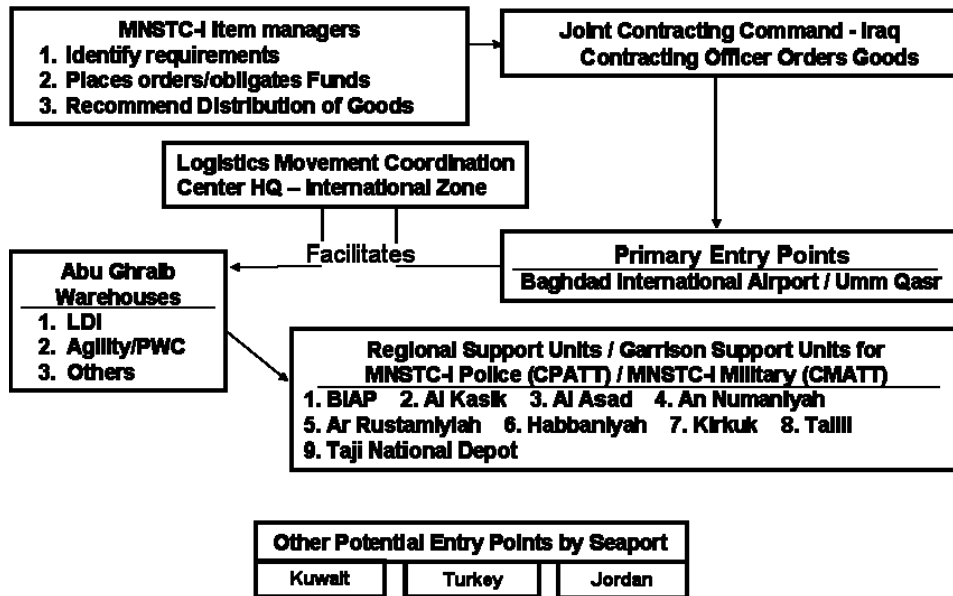 MNSTC-I Item managers
1. Identify requirements
2. Places orders/obligates Funds
3. Recommend Distribution of Goods
Joint Contracting Command - Iraq
Contracting Officer Orders Goods
Logistics Movement Coordination
Center HQ – International Zone
Facilitates
Primary Entry Points
Baghdad International Airport / Umm Qasr
Abu Ghraib
Warehouses
1. LDI
2. Agility/PWC
3. Others
Regional Support Units / Garrison Support Units for
MNSTC-I Police (CPATT) / MNSTC-I Military (CMATT)
1. BIAP 2. Al Kasik 3. Al Asad 4. An Numaniyah
5. Ar Rustamiyiah 6. Habbaniyah 7. Kirkuk 8. Tallil
9. Taji National Depot
Other Potential Entry Points by Seaport
Kuwait Turkey Jordan